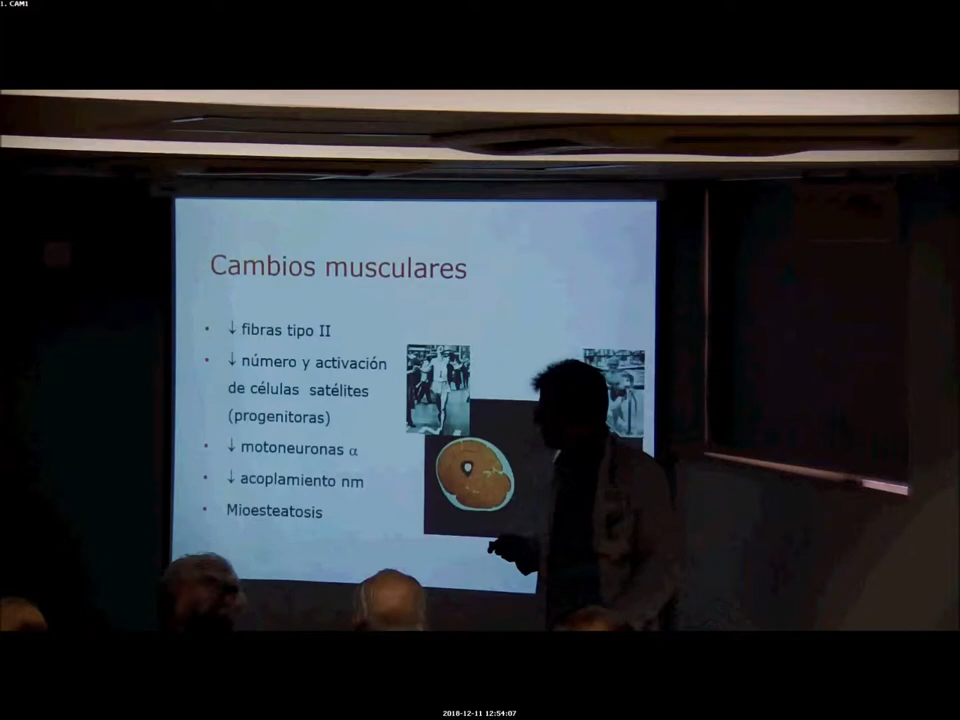 1. CAM1
Cambios musculares
• ↓ fibras tipo II
• ↓ número y activación
de células satélites
(progenitoras)
• ↓ motoneuronas α
• ↓ acoplamiento nm
• Mioesteatosis
2018-12-11 12:54:07